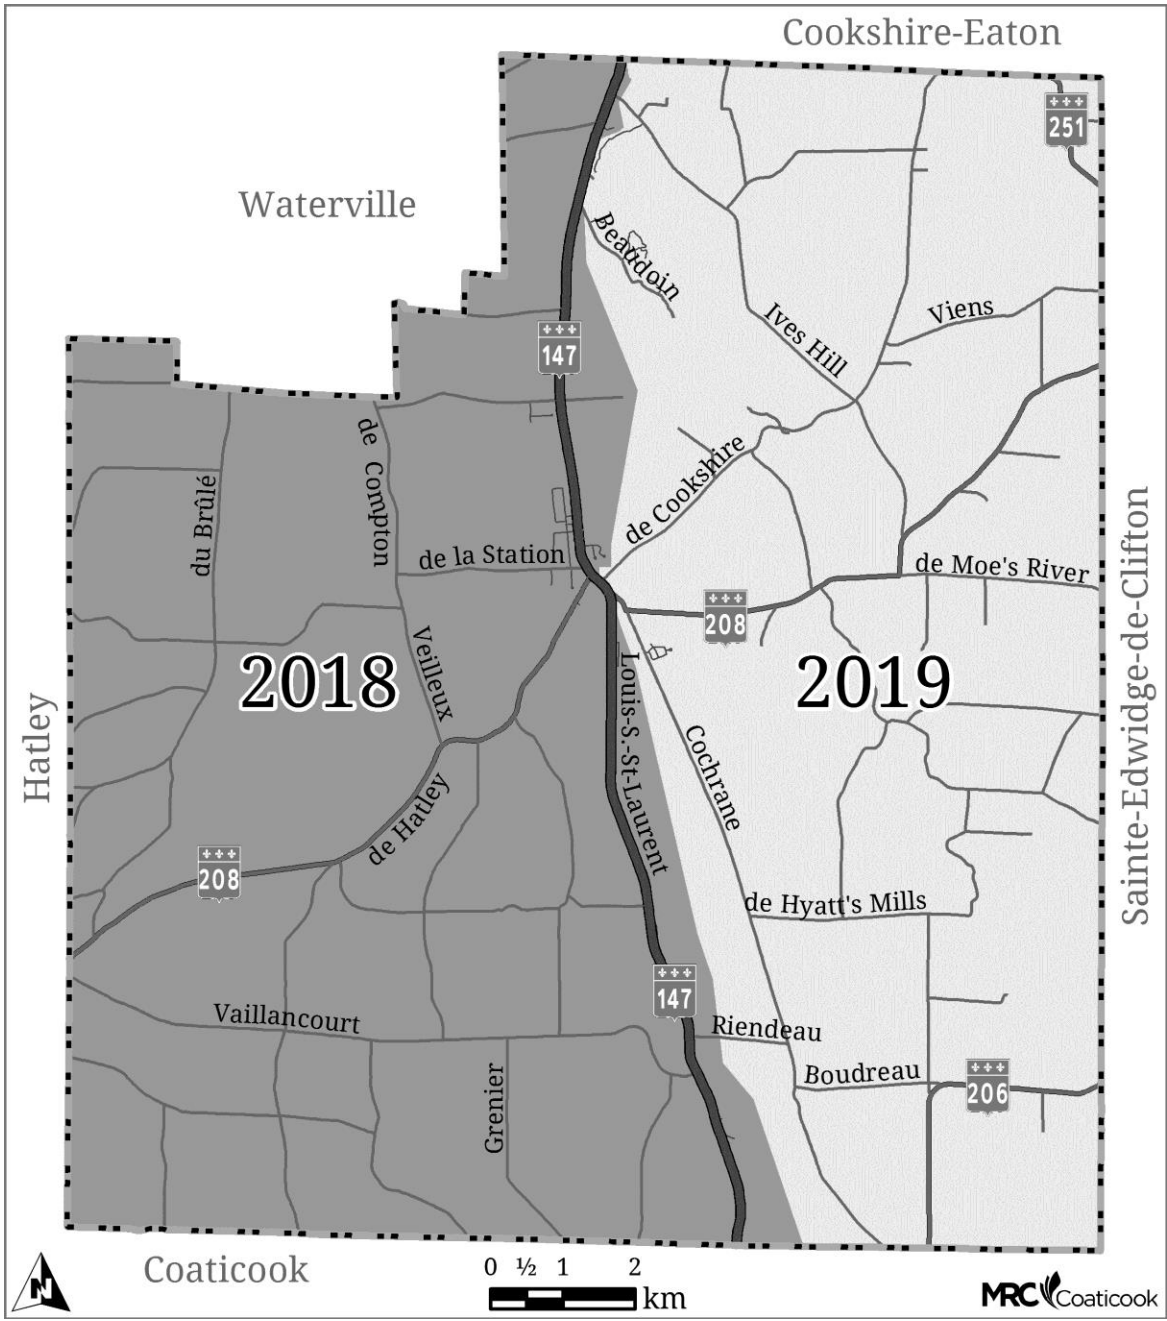 Cookshire-Eaton
251
Waterville
Beaudoin
Ives Hill
Viens
147
de Compton
du Brûlé
de Cookshire
de la Station
de Moe's River
208
Veilleux
2018
2019
Louis-S.-St-Laurent
Hatley
Sainte-Edwidge-de-Clifton
Cochrane
de Hatley
208
de Hyatt's Mills
147
Vaillancourt
Riendeau
Boudreau
206
Grenier
N
Coaticook
0 ½ 1 2
km
MRC Coaticook